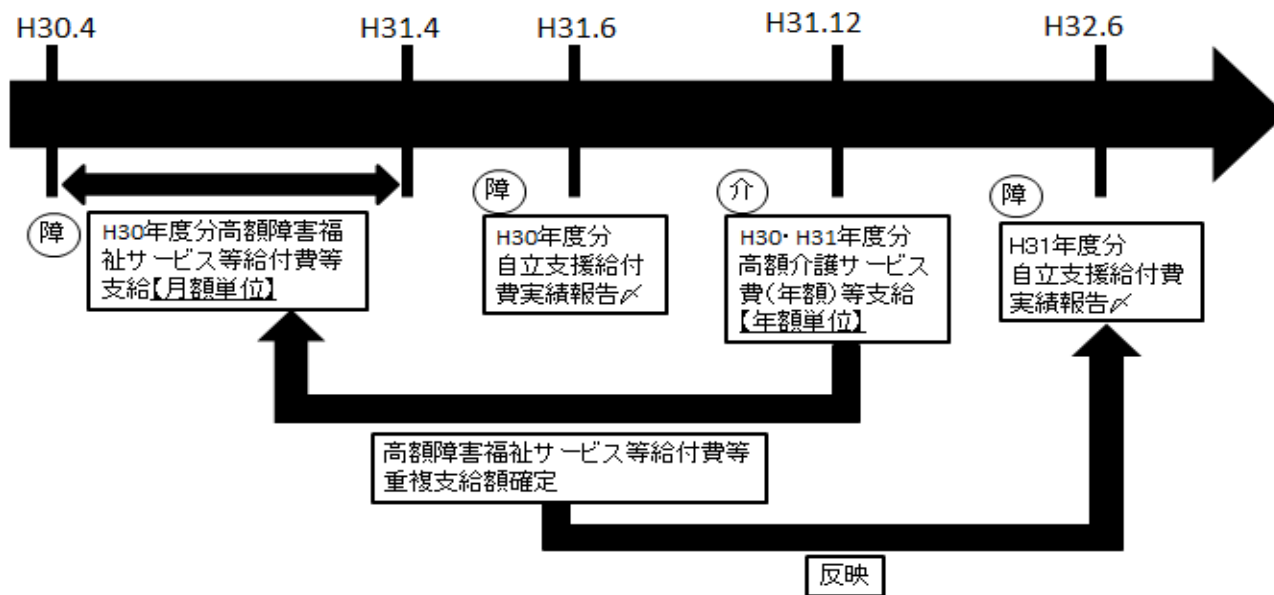 H30.4
H31.4
H31.6
H31.12
H32.6
障
H30年度分高額障害福
祉サービス等給付費等
支給【月額単位】
障
H30年度分
自立支援給付
費実績報告〆
介
H30・H31年度分
高額介護サービス
費(年額)等支給
【年額単位】
障
H31年度分
自立支援給付費
実績報告〆
高額障害福祉サービス等給付費等
重複支給額確定
反映